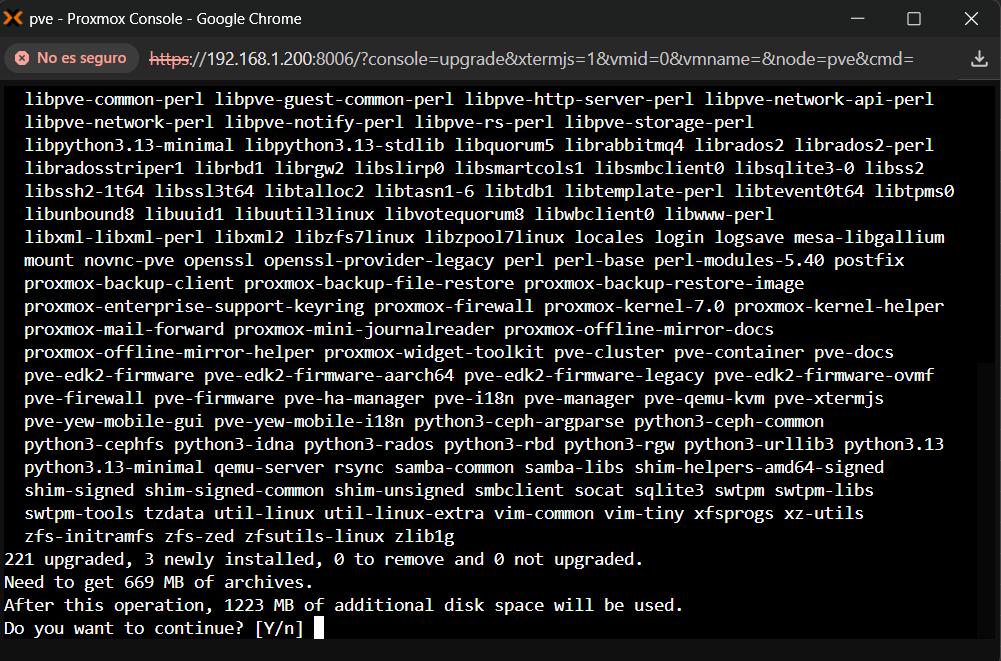 pve - Proxmox Console - Google Chrome
No es seguro https://192.168.1.200:8006/?console=upgrade&xtermjs=1&vmid=0&vmname=&node=pve&cmd=
libpve-common-perl libpve-guest-common-perl libpve-http-server-perl libpve-network-api-perl
libpve-network-perl libpve-notify-perl libpve-rs-perl libpve-storage-perl
libpython3.13-minimal libpython3.13-stdlib libquorum5 librabbitmq4 librados2 librados2-perl
libradosstriper1 librbd1 librgw2 libslirp0 libsmartcols1 libsmbclient0 libsqlite3-0 libss2
libssh2-1t64 libssl3t64 libtalloc2 libtasn1-6 libtdb1 libtemplate-perl libtevent0t64 libtpms0
libunbound8 libuuid1 libuutil3linux libvotequorum8 libwbclient0 libwww-perl
libxml-libxml-perl libxml2 libzfs7linux libzpool7linux locales login logsave mesa-libgallium
mount novnc-pve openssl openssl-provider-legacy perl perl-base perl-modules-5.40 postfix
proxmox-backup-client proxmox-backup-file-restore proxmox-backup-restore-image
proxmox-enterprise-support-keyring proxmox-firewall proxmox-kernel-7.0 proxmox-kernel-helper
proxmox-mail-forward proxmox-mini-journalreader proxmox-offline-mirror-docs
proxmox-offline-mirror-helper proxmox-widget-toolkit pve-cluster pve-container pve-docs
pve-edk2-firmware pve-edk2-firmware-aarch64 pve-edk2-firmware-legacy pve-edk2-firmware-ovmf
pve-firewall pve-firmware pve-ha-manager pve-i18n pve-manager pve-qemu-kvm pve-xtermjs
pve-yew-mobile-gui pve-yew-mobile-i18n python3-ceph-argparse python3-ceph-common
python3-cephfs python3-idna python3-rados python3-rbd python3-rgw python3-urllib3 python3.13
python3.13-minimal qemu-server rsync samba-common samba-libs shim-helpers-amd64-signed
shim-signed shim-signed-common shim-unsigned smbclient socat sqlite3 swtpm swtpm-libs
swtpm-tools tzdata util-linux util-linux-extra vim-common vim-tiny xfsprogs xz-utils
zfs-initramfs zfs-zed zfsutils-linux zlib1g
221 upgraded, 3 newly installed, 0 to remove and 0 not upgraded.
Need to get 669 MB of archives.
After this operation, 1223 MB of additional disk space will be used.
Do you want to continue? [Y/n]